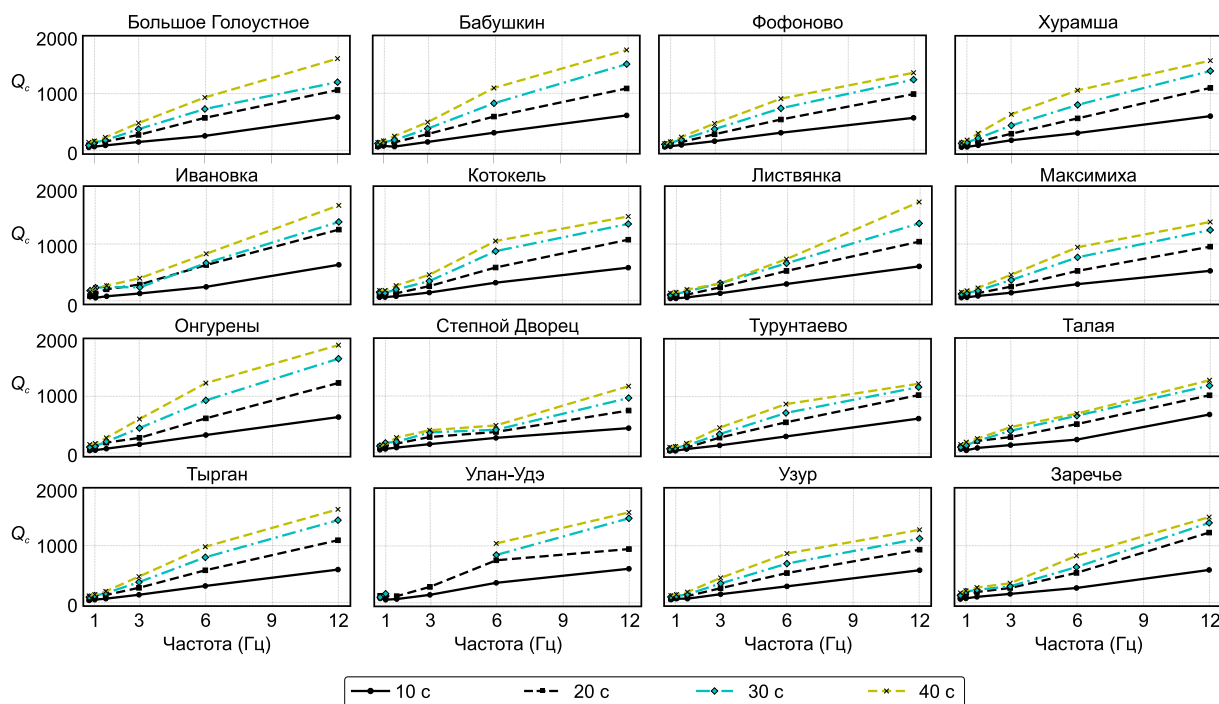 Большое Голоустное Бабушкин Фофоново Хурамша
2000
Q_c
1000
0
Ивановка Котокель Листвянка Максимиха
2000
Q_c
1000
0
Онгурены Степной Дворец Турунтаево Талая
2000
Q_c
1000
0
Тырган Улан-Удэ Узур Заречье
2000
Q_c
1000
0
1 3 6 9 12 1 3 6 9 12 1 3 6 9 12 1 3 6 9 12
Частота (Гц) Частота (Гц) Частота (Гц) Частота (Гц)
10 с 20 с 30 с 40 с